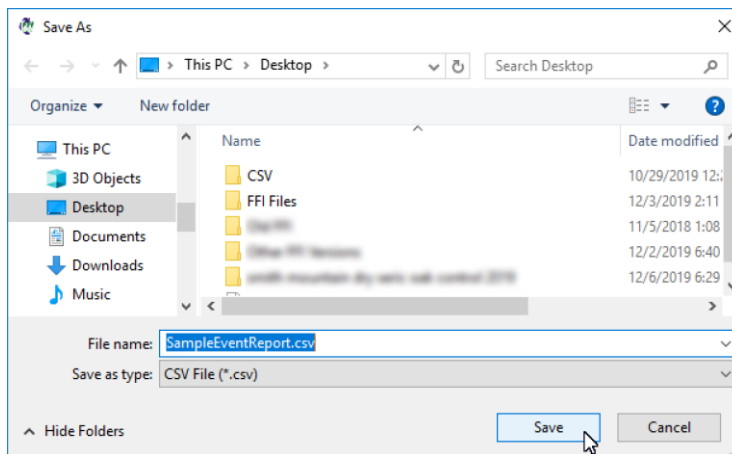 Save As
This PC > Desktop >
Search Desktop
Organize
New folder
Name
Date modified
This PC
3D Objects
Desktop
Documents
Downloads
Music
CSV 10/29/2019 12:
FFI Files 12/3/2019 2:11
11/5/2018 1:08
12/2/2019 6:40
12/6/2019 6:29
File name: SampleEventReport.csv
Save as type: CSV File (*.csv)
Hide Folders
Save
Cancel